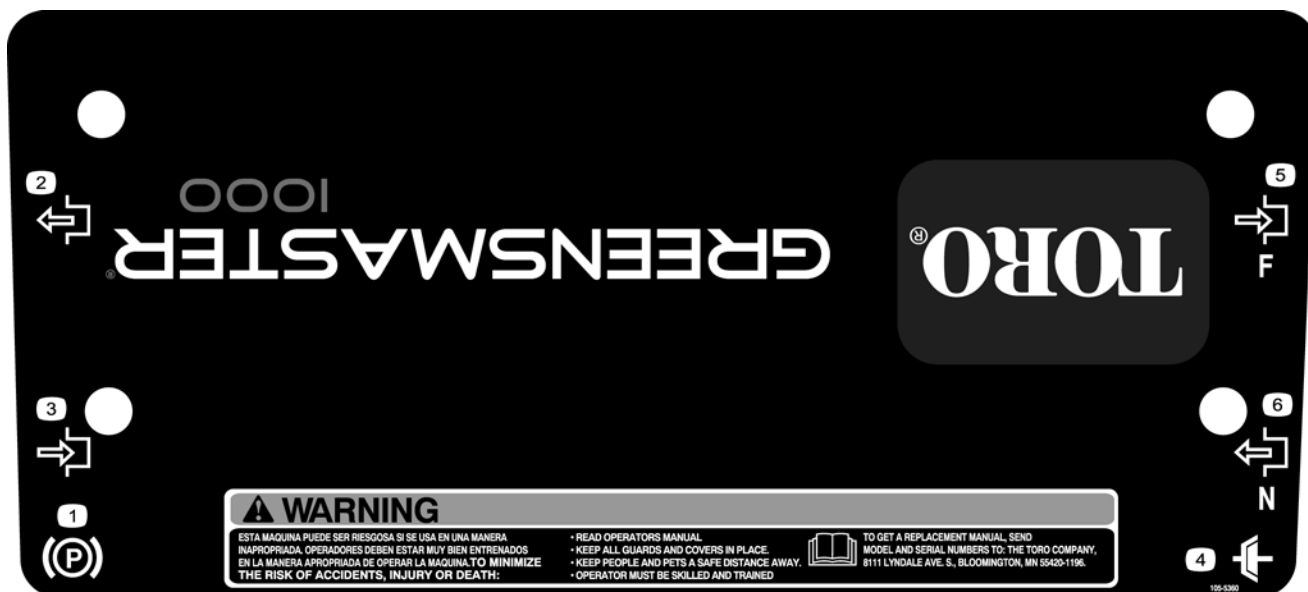 2
1000
GREENSMASTER®
TORO®
5
F
3
6
N
1
P
4
WARNING
ESTA MAQUINA PUEDE SER RIESGOSA SI SE USA EN UNA MANERA
INAPROPRIADA. OPERADORES DEBEN ESTAR MUY BIEN ENTRENADOS
EN LA MANERA APROPRIADA DE OPERAR LA MAQUINA. TO MINIMIZE
THE RISK OF ACCIDENTS, INJURY OR DEATH:
• READ OPERATORS MANUAL
• KEEP ALL GUARDS AND COVERS IN PLACE.
• KEEP PEOPLE AND PETS A SAFE DISTANCE AWAY.
• OPERATOR MUST BE SKILLED AND TRAINED
TO GET A REPLACEMENT MANUAL, SEND
MODEL AND SERIAL NUMBERS TO: THE TORO COMPANY,
8111 LYNDALE AVE. S., BLOOMINGTON, MN 55420-1196.
105-5360